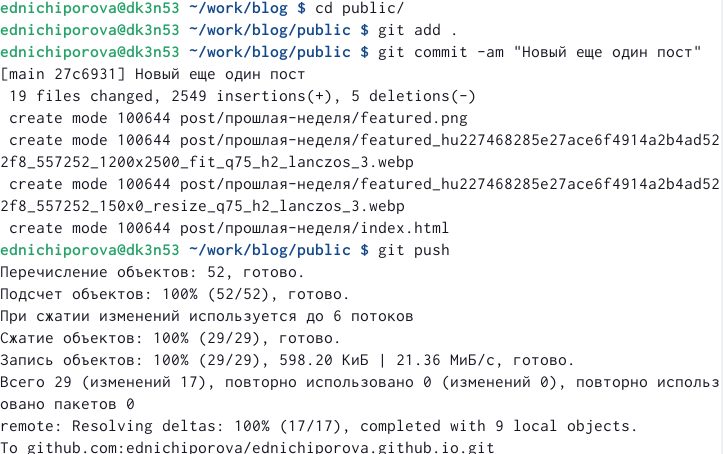 ednichiporova@dk3n53 ~/work/blog $ cd public/
ednichiporova@dk3n53 ~/work/blog/public $ git add .
ednichiporova@dk3n53 ~/work/blog/public $ git commit -am "Новый еще один пост"
[main 27c6931] Новый еще один пост
 19 files changed, 2549 insertions(+), 5 deletions(-)
 create mode 100644 post/прошлая-неделя/featured.png
 create mode 100644 post/прошлая-неделя/featured_hu227468285e27ace6f4914a2b4ad52
2f8_557252_1200x2500_fit_q75_h2_lanczos_3.webp
 create mode 100644 post/прошлая-неделя/featured_hu227468285e27ace6f4914a2b4ad52
2f8_557252_150x0_resize_q75_h2_lanczos_3.webp
 create mode 100644 post/прошлая-неделя/index.html
ednichiporova@dk3n53 ~/work/blog/public $ git push
Перечисление объектов: 52, готово.
Подсчет объектов: 100% (52/52), готово.
При сжатии изменений используется до 6 потоков
Сжатие объектов: 100% (29/29), готово.
Запись объектов: 100% (29/29), 598.20 КиБ | 21.36 МиБ/с, готово.
Всего 29 (изменений 17), повторно использовано 0 (изменений 0), повторно использ
овано пакетов 0
remote: Resolving deltas: 100% (17/17), completed with 9 local objects.
To github.com:ednichiporova/ednichiporova.github.io.git